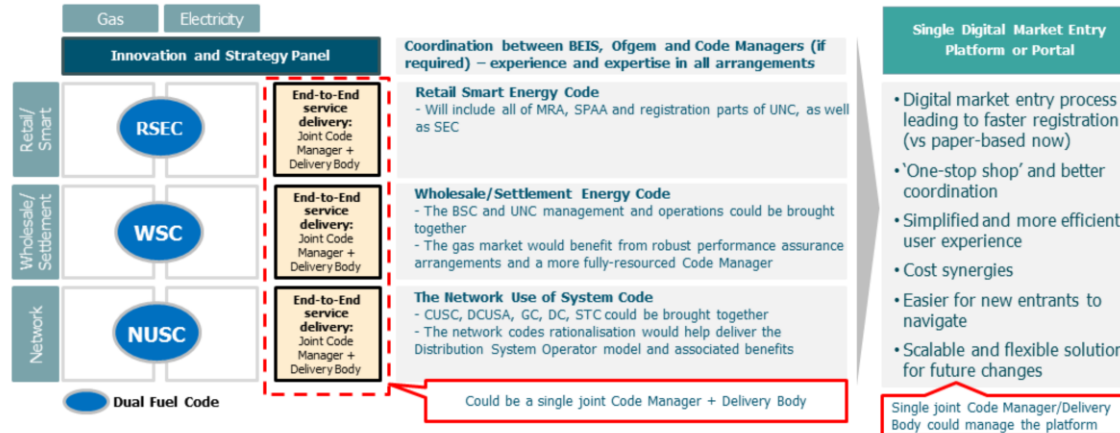 Gas
Electricity
Innovation and Strategy Panel
Coordination between BEIS, Ofgem and Code Managers (if
required) – experience and expertise in all arrangements
Single Digital Market Entry
Platform or Portal
Retail/
Smart
RSEC
End-to-End
service
delivery:
Joint Code
Manager +
Delivery Body
Retail Smart Energy Code
- Will include all of MRA, SPAA and registration parts of UNC, as well
as SEC
Wholesale/
Settlement
WSC
End-to-End
service
delivery:
Joint Code
Manager +
Delivery Body
Wholesale/Settlement Energy Code
- The BSC and UNC management and operations could be brought
together
- The gas market would benefit from robust performance assurance
arrangements and a more fully-resourced Code Manager
Network
NUSC
End-to-End
service
delivery:
Joint Code
Manager +
Delivery Body
The Network Use of System Code
- CUSC, DCUSA, GC, DC, STC could be brought together
- The network codes rationalisation would help deliver the
Distribution System Operator model and associated benefits
• Digital market entry process
leading to faster registration
(vs paper-based now)
• ‘One-stop shop’ and better
coordination
• Simplified and more efficient
user experience
• Cost synergies
• Easier for new entrants to
navigate
• Scalable and flexible solution
for future changes
Dual Fuel Code
Could be a single joint Code Manager + Delivery Body
Single joint Code Manager/Delivery
Body could manage the platform